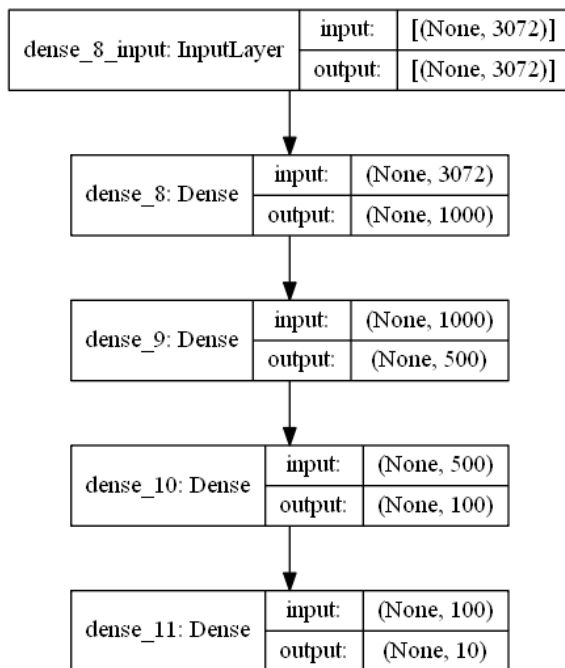 dense_8_input: InputLayer
input: [(None, 3072)]
output: [(None, 3072)]
dense_8: Dense
input: (None, 3072)
output: (None, 1000)
dense_9: Dense
input: (None, 1000)
output: (None, 500)
dense_10: Dense
input: (None, 500)
output: (None, 100)
dense_11: Dense
input: (None, 100)
output: (None, 10)